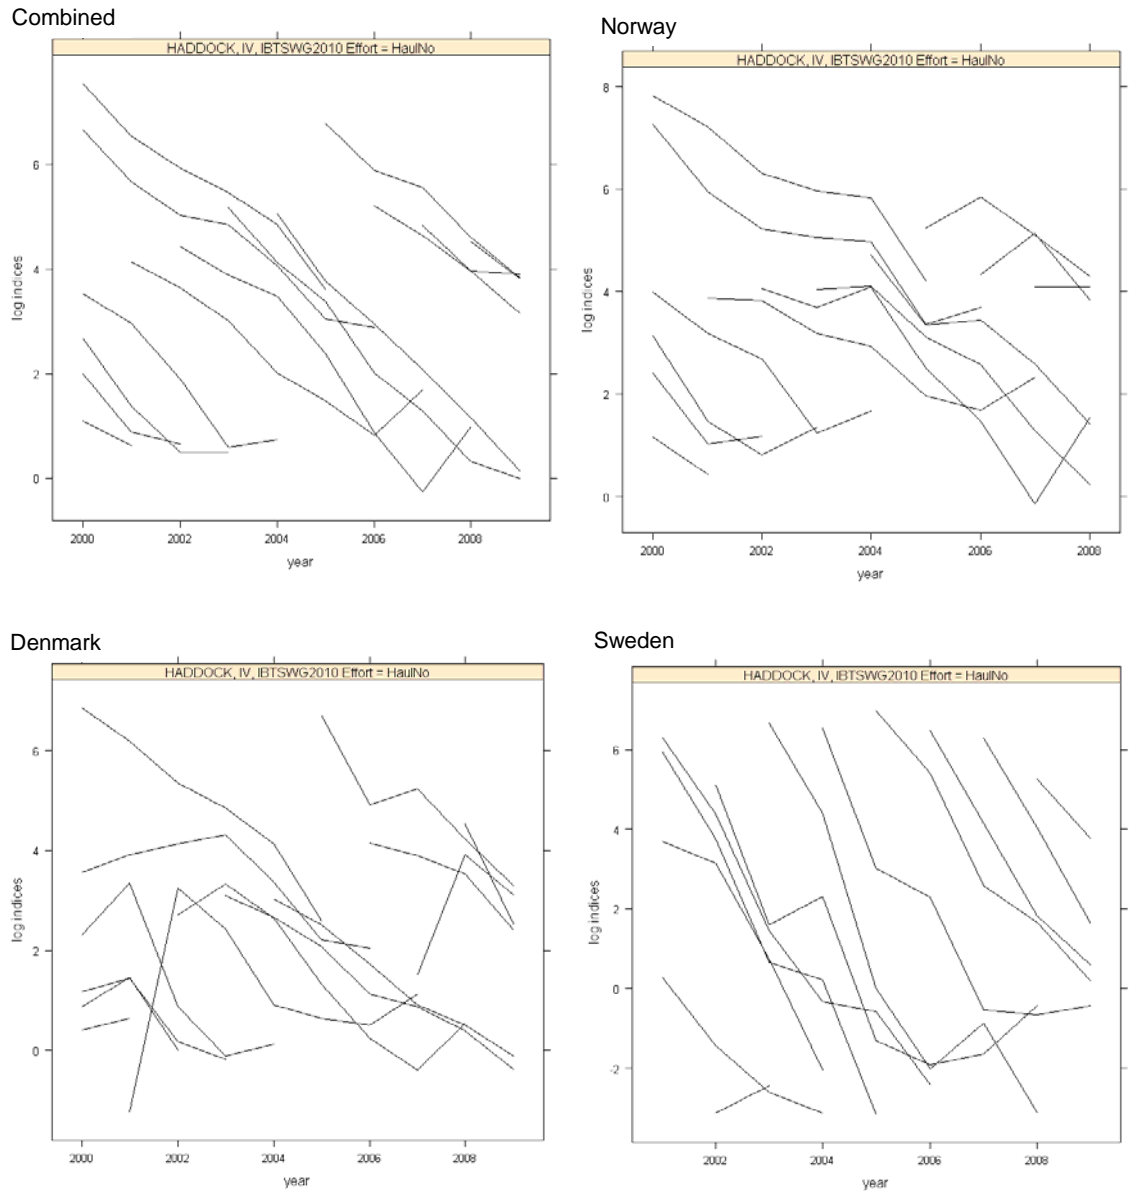 Combined
HADDOCK, IV, IBTSWG2010 Effort = HaulNo
6
4
2
0
log indices
2000 2002 2004 2006 2008
year
Norway
HADDOCK, IV, IBTSWG2010 Effort = HaulNo
8
6
4
2
0
log indices
2000 2002 2004 2006 2008
year
Denmark
HADDOCK, IV, IBTSWG2010 Effort = HaulNo
6
4
2
0
log indices
2000 2002 2004 2006 2008
year
Sweden
HADDOCK, IV, IBTSWG2010 Effort = HaulNo
6
4
2
0
-2
log indices
2002 2004 2006 2008
year